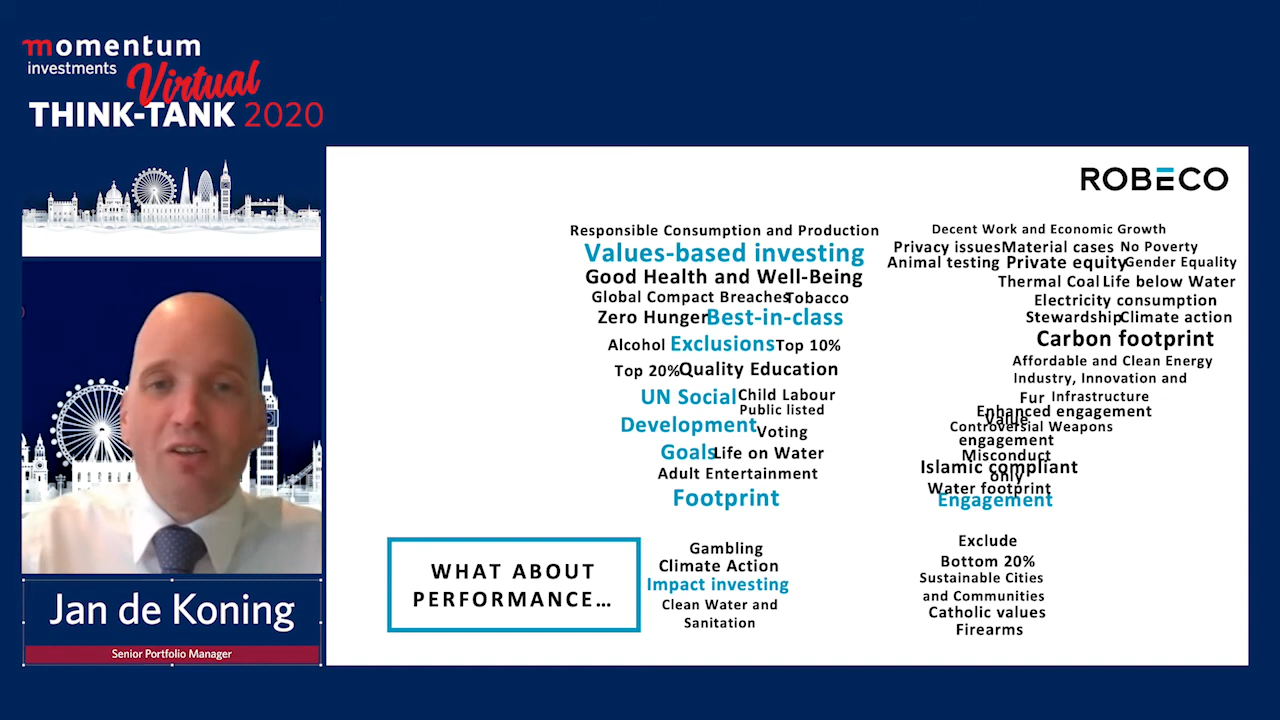 momentum
investments
Virtual
THINK-TANK 2020
Jan de Koning
Senior Portfolio Manager
ROBECO
Responsible Consumption and Production
Values-based investing
Good Health and Well-Being
Global Compact Breaches Tobacco
Zero Hunger Best-in-class
Alcohol Exclusions Top 10%
Top 20% Quality Education
UN Social Child Labour
Public listed
Development Voting
Goals Life on Water
Adult Entertainment
Footprint
WHAT ABOUT
PERFORMANCE…
Gambling
Climate Action
Impact investing
Clean Water and
Sanitation
Decent Work and Economic Growth
Privacy issues Material cases No Poverty
Animal testing Private equity Gender Equality
Thermal Coal Life below Water
Electricity consumption
Stewardship Climate action
Carbon footprint
Affordable and Clean Energy
Industry, Innovation and
Fur Infrastructure
Enhanced engagement
Value
Controversial Weapons
engagement
Misconduct
Islamic compliant
only
Water footprint
Engagement
Exclude
Bottom 20%
Sustainable Cities
and Communities
Catholic values
Firearms